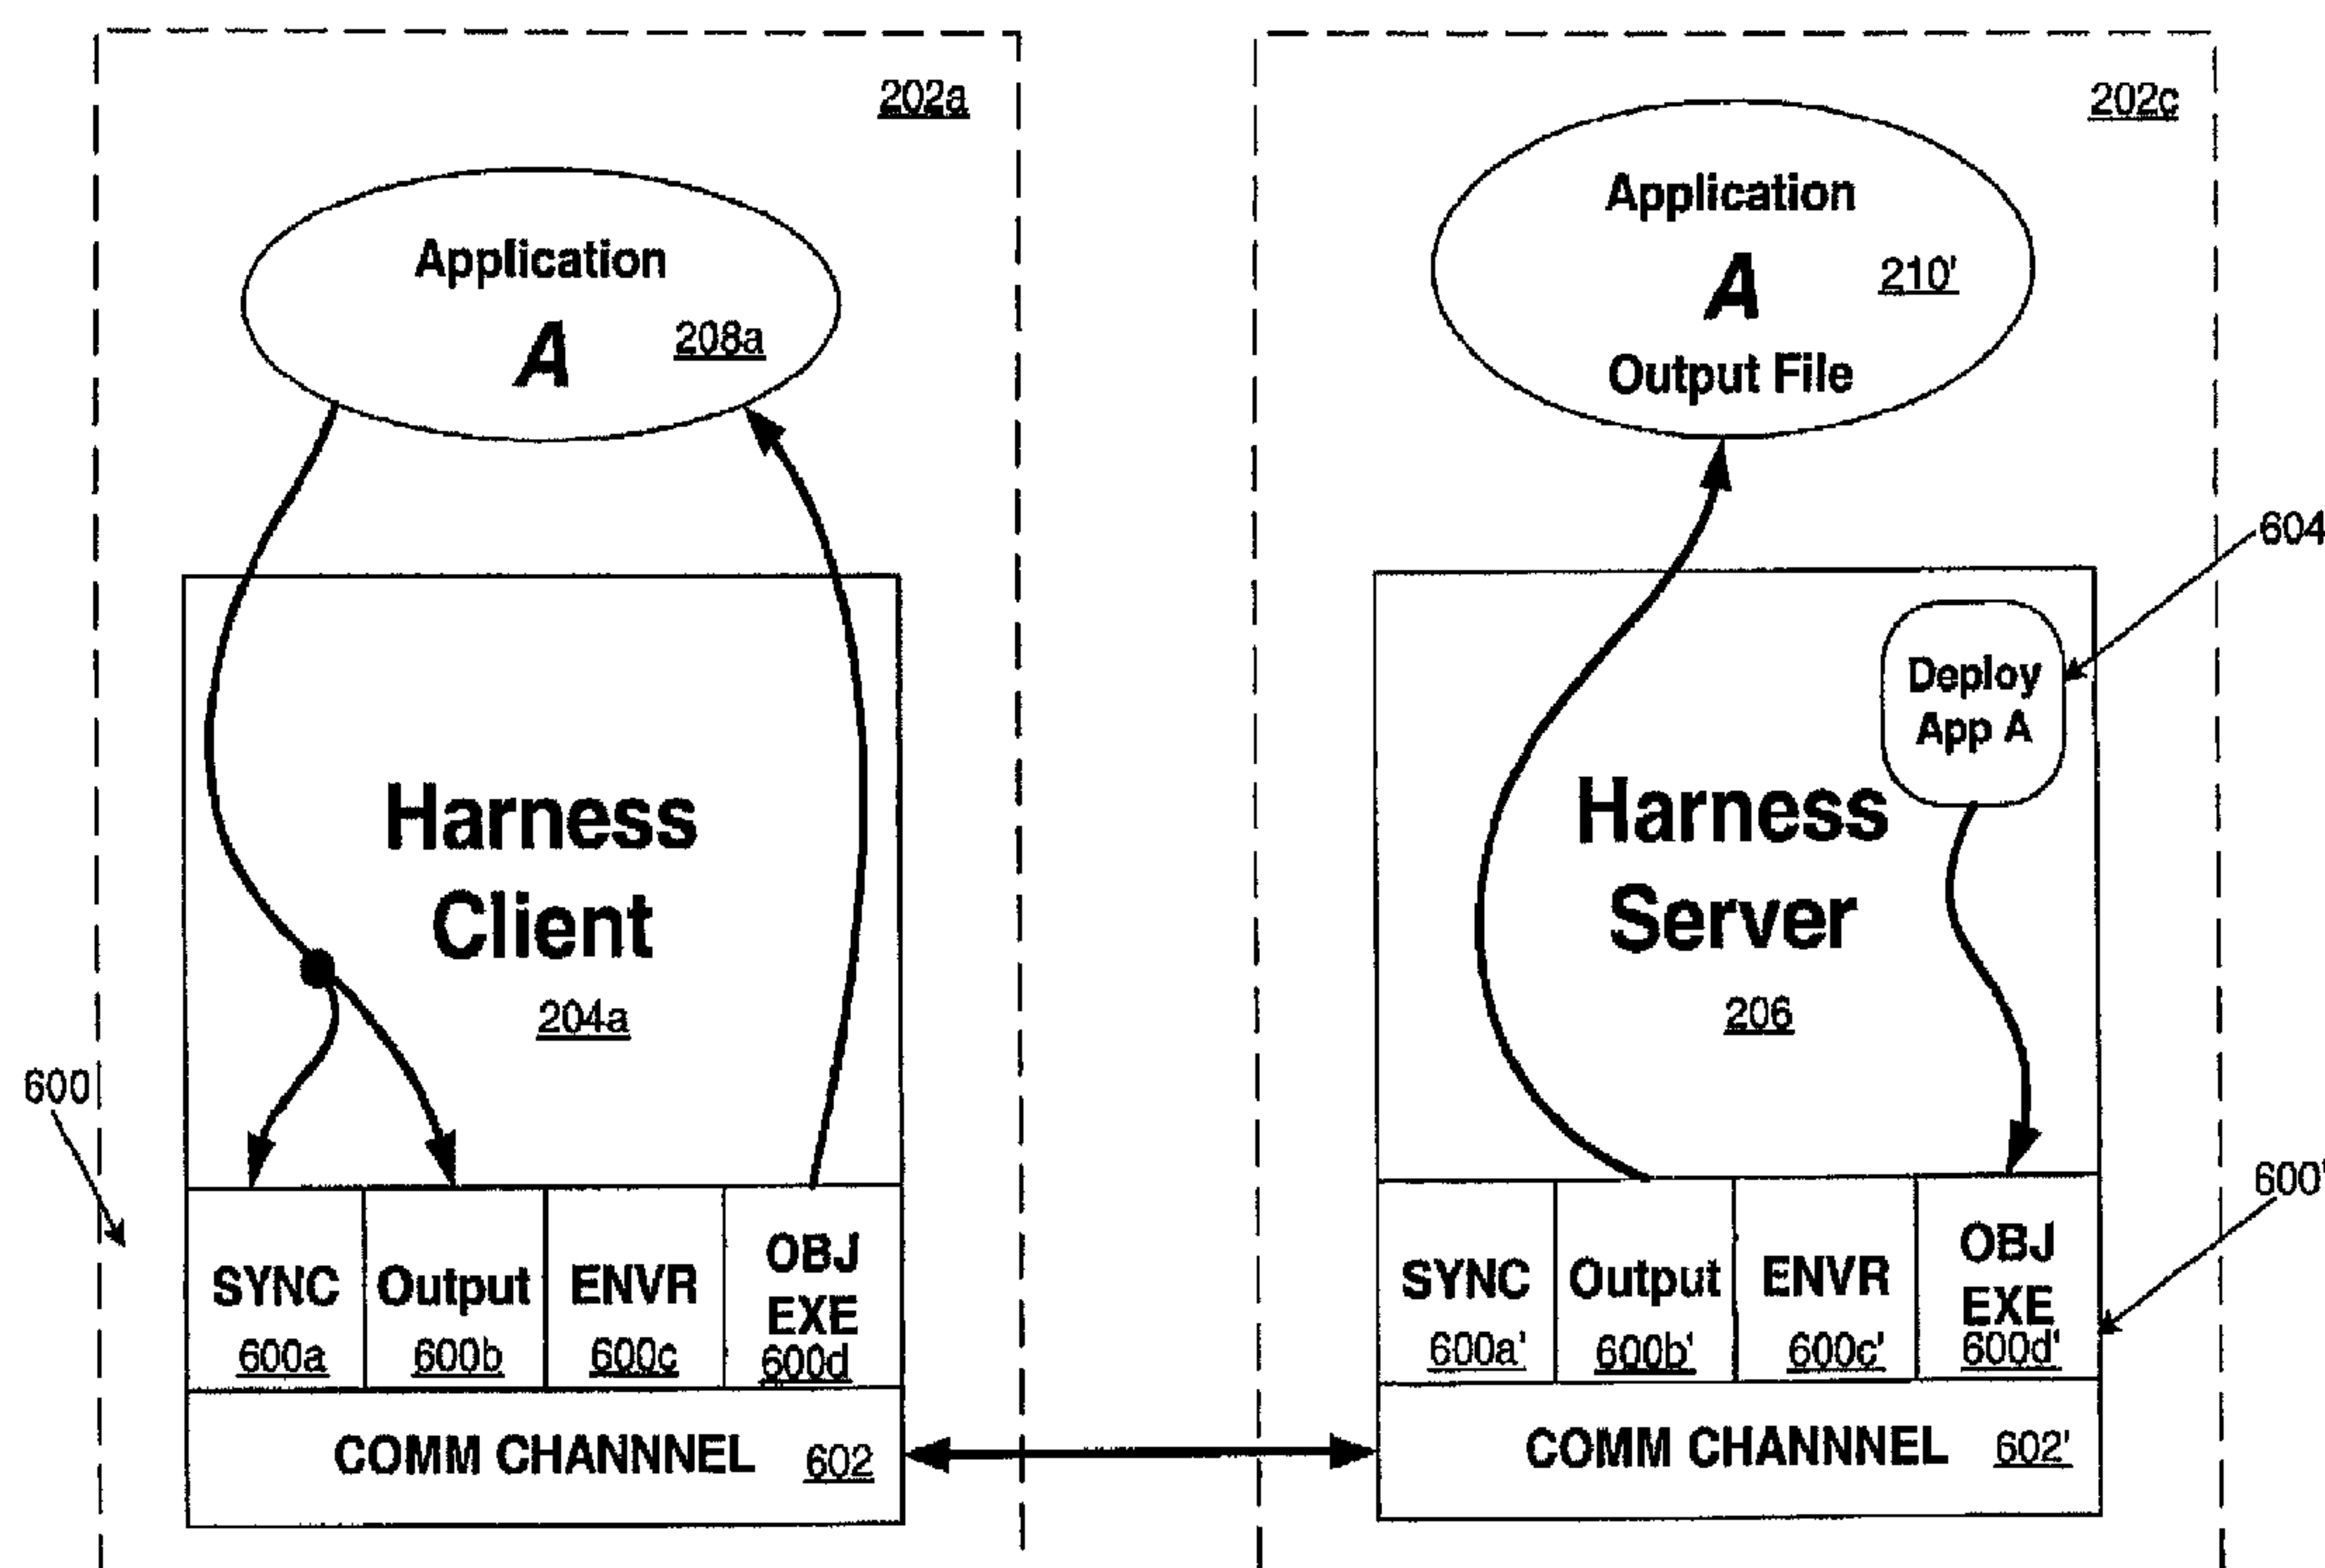 202a
Application
A
208a
Harness
Client
204a
600
SYNC
600a
Output
600b
ENVR
600c
OBJ
EXE
600d
COMM CHANNNEL 602
202c
Application
A
210'
Output File
604
Deploy
App A
Harness
Server
206
600'
SYNC
600a'
Output
600b'
ENVR
600c'
OBJ
EXE
600d'
COMM CHANNNEL 602'